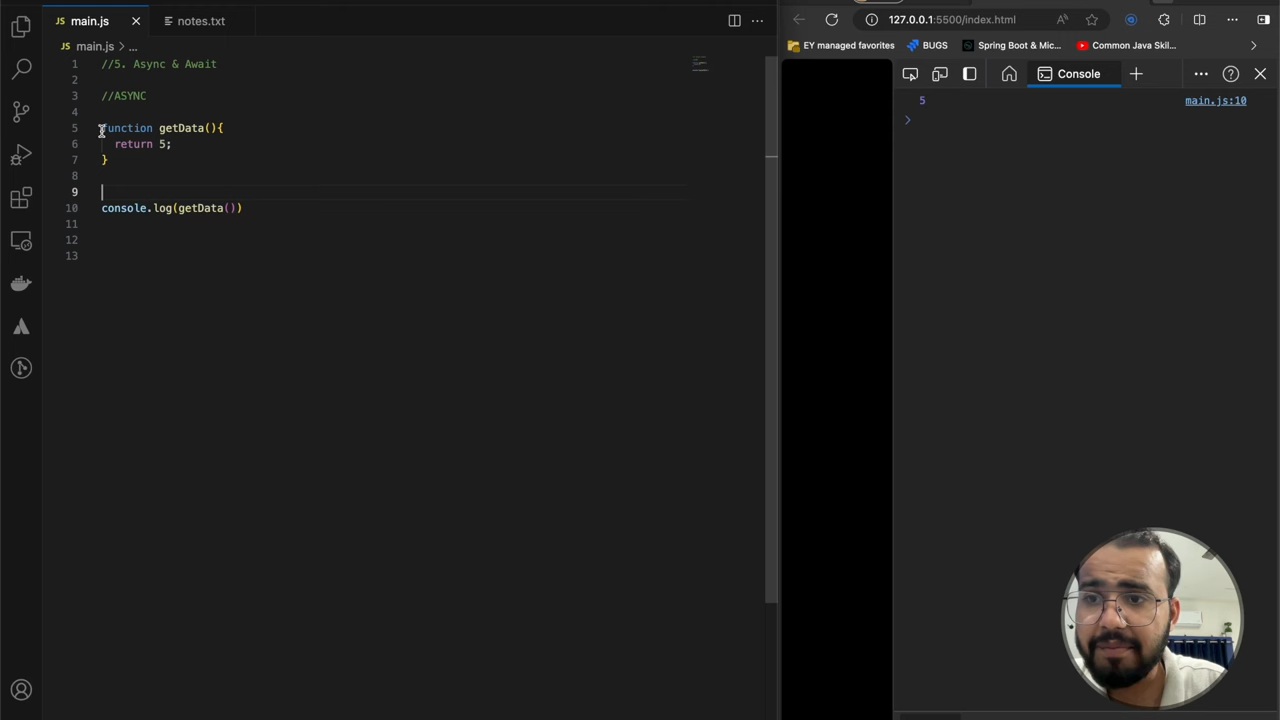 JS main.js
notes.txt
JS main.js > ...
1 //5. Async & Await
2
3 //ASYNC
4
5 function getData(){
6 return 5;
7 }
8
9
10 console.log(getData())
11
12
13
127.0.0.1:5500/index.html
EY managed favorites
BUGS
Spring Boot & Mic...
Common Java Skil...
Console
5 main.js:10